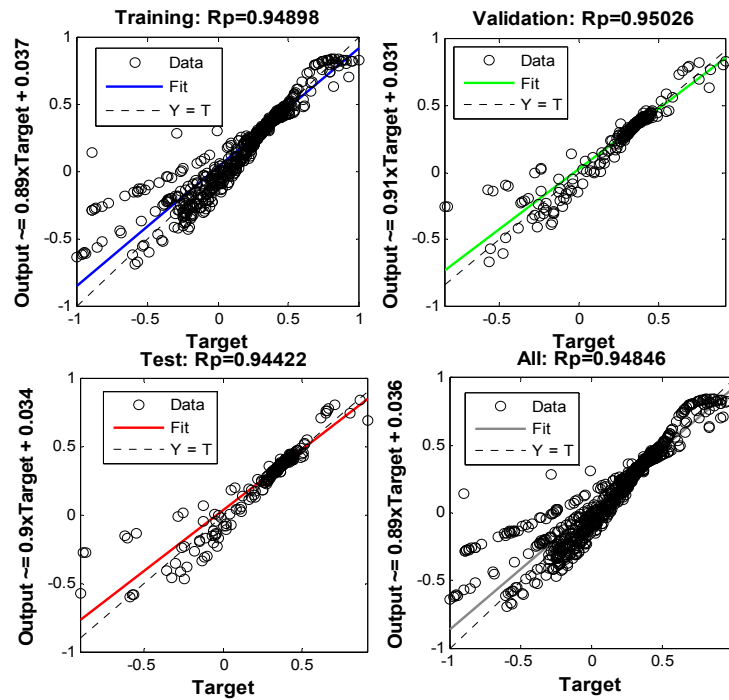 Training: Rp=0.94898
Output ~= 0.89xTarget + 0.037
1
0.5
0
-0.5
-1
Data
Fit
Y = T
-1
-0.5
0
0.5
1
Target
Validation: Rp=0.95026
Output ~= 0.91xTarget + 0.031
1
0.5
0
-0.5
-1
Data
Fit
Y = T
-0.5
0
0.5
Target
Test: Rp=0.94422
Output ~= 0.9xTarget + 0.034
1
0.5
0
-0.5
-1
Data
Fit
Y = T
-0.5
0
0.5
Target
All: Rp=0.94846
Output ~= 0.89xTarget + 0.036
1
0.5
0
-0.5
-1
Data
Fit
Y = T
-1
-0.5
0
0.5
Target